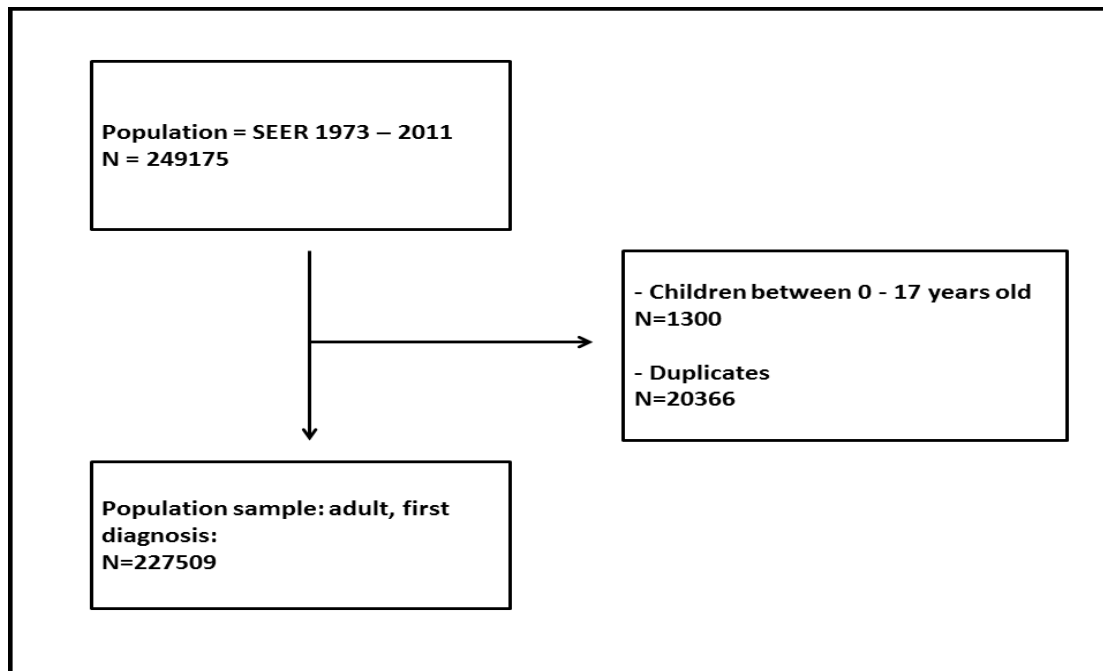 Population = SEER 1973 – 2011
N = 249175
- Children between 0 - 17 years old
N=1300
- Duplicates
N=20366
Population sample: adult, first
diagnosis:
N=227509